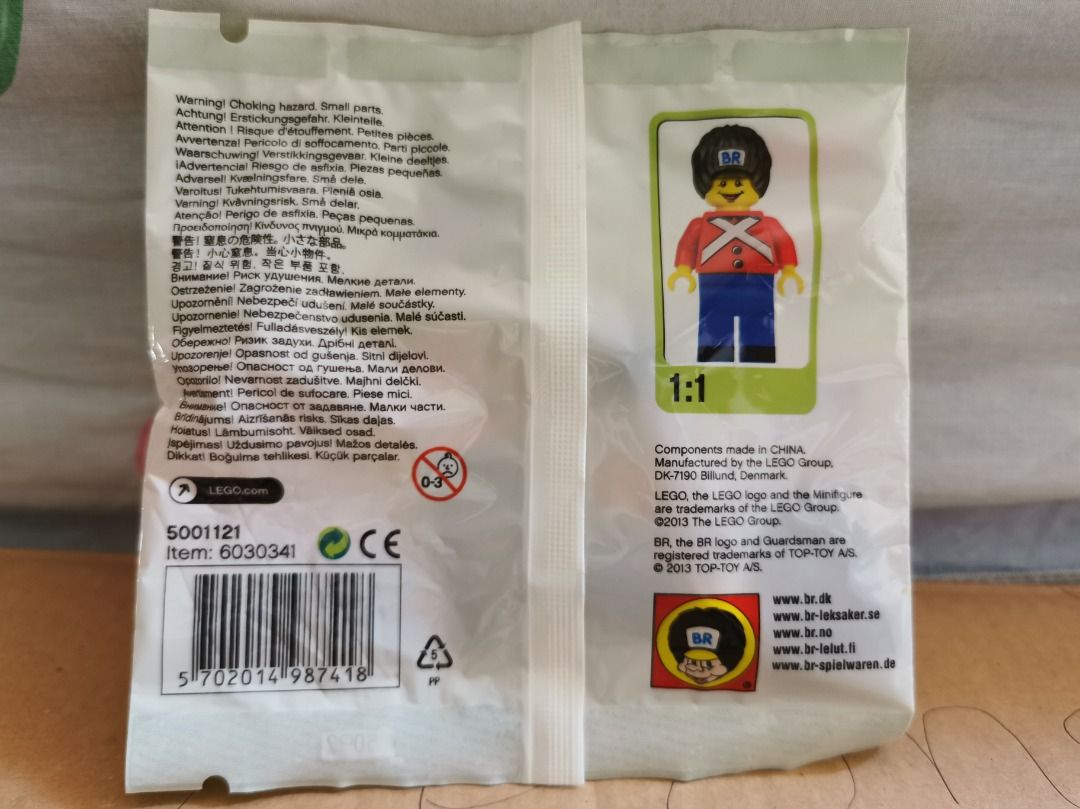 Warning! Choking hazard. Small parts.
Achtung! Erstickungsgefahr. Kleinteile.
Attention ! Risque d'étouffement. Petites pièces.
Avvertenza! Pericolo di soffocamento. Parti piccole.
Waarschuwing! Verstikkingsgevaar. Kleine deeltjes.
¡Advertencia! Riesgo de asfixia. Piezas pequeñas.
Advarsel! Kvælningsfare. Små dele.
Varoitus! Tukehtumisvaara. Pieniä osia.
Varning! Kvävningsrisk. Små delar.
Atenção! Perigo de asfixia. Peças pequenas.
Προειδοποίηση! Κίνδυνος πνιγμού. Μικρά κομματάκια.
警告! 窒息の危険性。小さな部品。
警告! 小心窒息。当心小物件。
경고! 질식 위험. 작은 부품 포함.
Внимание! Риск удушения. Мелкие детали.
Ostrzeżenie! Zagrożenie zadławieniem. Małe elementy.
Upozornění! Nebezpečí udušení. Malé součástky.
Upozornenie! Nebezpečenstvo udusenia. Malé súčasti.
Figyelmeztetés! Fulladásveszély! Kis elemek.
Обережно! Ризик задухи. Дрібні деталі.
Upozorenje! Opasnost od gušenja. Sitni dijelovi.
Упозорење! Опасност од гушења. Мали делови.
Opozorilo! Nevarnost zadušitve. Majhni delčki.
Avertisment! Pericol de sufocare. Piese mici.
Внимание! Опасност от задавяне. Малки части.
Brīdinājums! Aizrīšanās risks. Sīkas daļas.
Hoiatus! Lämbumisoht. Väiksed osad.
Įspėjimas! Uždusimo pavojus! Mažos detalės.
Dikkat! Boğulma tehlikesi. Küçük parçalar.
0-3
LEGO.com
5001121
Item: 6030341
CE
5 702014 987418
5
PP
BR
1:1
Components made in CHINA.
Manufactured by the LEGO Group,
DK-7190 Billund, Denmark.
LEGO, the LEGO logo and the Minifigure
are trademarks of the LEGO Group.
©2013 The LEGO Group.
BR, the BR logo and Guardsman are
registered trademarks of TOP-TOY A/S.
© 2013 TOP-TOY A/S.
BR
www.br.dk
www.br-leksaker.se
www.br.no
www.br-lelut.fi
www.br-spielwaren.de